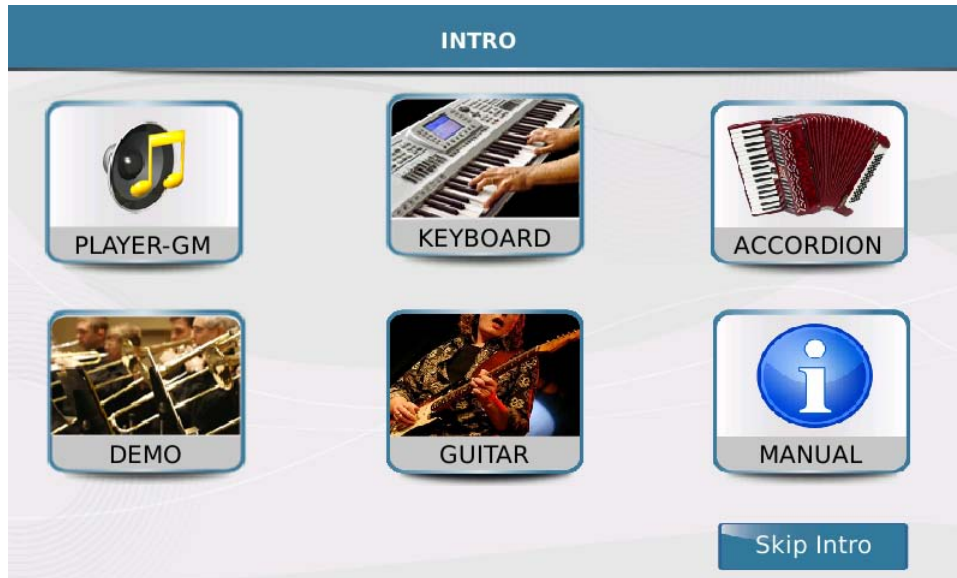 INTRO
PLAYER-GM
KEYBOARD
ACCORDION
DEMO
GUITAR
MANUAL
Skip Intro